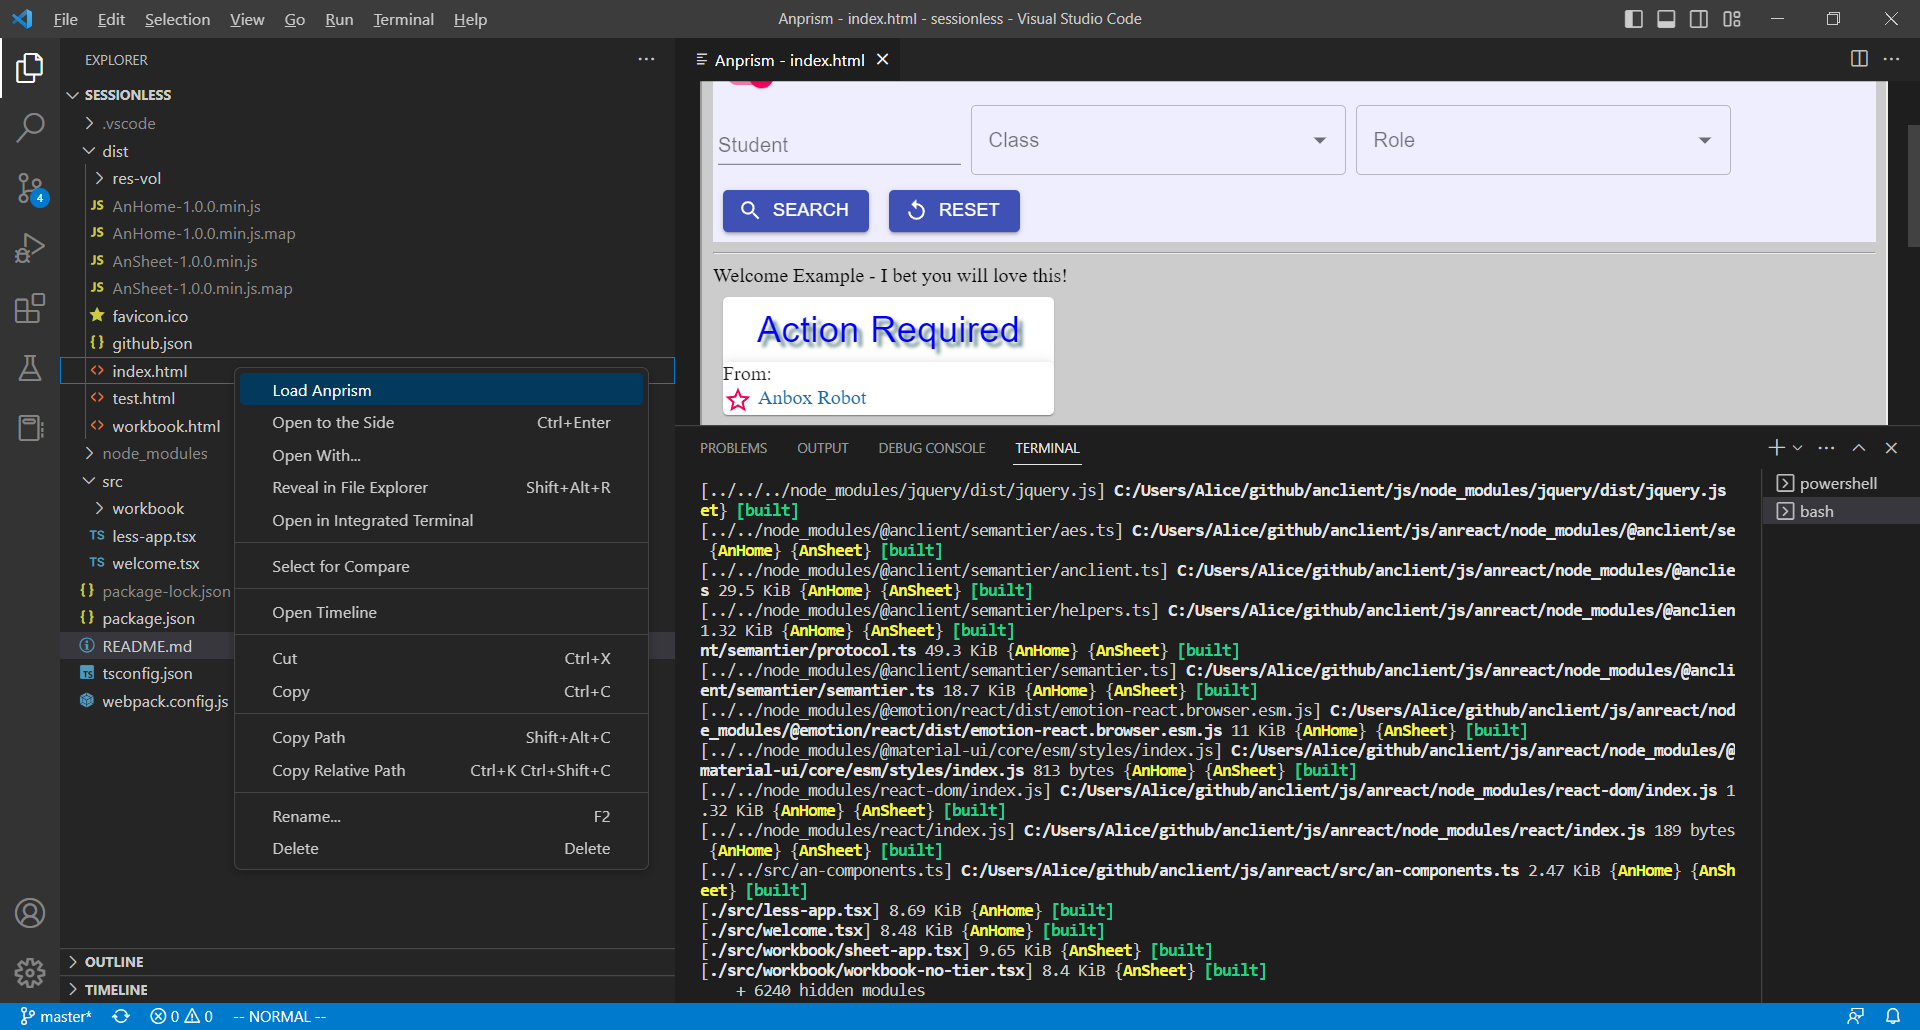 File Edit Selection View Go Run Terminal Help
Anprism - index.html - sessionless - Visual Studio Code
EXPLORER
SESSIONLESS
.vscode
dist
res-vol
JS AnHome-1.0.0.min.js
JS AnHome-1.0.0.min.js.map
JS AnSheet-1.0.0.min.js
JS AnSheet-1.0.0.min.js.map
favicon.ico
{} github.json
<> index.html
<> test.html
<> workbook.html
node_modules
src
workbook
TS less-app.tsx
TS welcome.tsx
{} package-lock.json
{} package.json
README.md
TS tsconfig.json
webpack.config.js
4
Load Anprism
Open to the Side Ctrl+Enter
Open With...
Reveal in File Explorer Shift+Alt+R
Open in Integrated Terminal
Select for Compare
Open Timeline
Cut Ctrl+X
Copy Ctrl+C
Copy Path Shift+Alt+C
Copy Relative Path Ctrl+K Ctrl+Shift+C
Rename... F2
Delete Delete
OUTLINE
TIMELINE
Anprism - index.html
Student
Class
Role
SEARCH
RESET
Welcome Example - I bet you will love this!
Action Required
From:
Anbox Robot
PROBLEMS OUTPUT DEBUG CONSOLE TERMINAL
[../../../node_modules/jquery/dist/jquery.js] C:/Users/Alice/github/anclient/js/node_modules/jquery/dist/jquery.js
et} [built]
[../../node_modules/@anclient/semantier/aes.ts] C:/Users/Alice/github/anclient/js/anreact/node_modules/@anclient/se
{AnHome} {AnSheet} [built]
[../../node_modules/@anclient/semantier/anclient.ts] C:/Users/Alice/github/anclient/js/anreact/node_modules/@anclie
s 29.5 KiB {AnHome} {AnSheet} [built]
[../../node_modules/@anclient/semantier/helpers.ts] C:/Users/Alice/github/anclient/js/anreact/node_modules/@anclien
1.32 KiB {AnHome} {AnSheet} [built]
nt/semantier/protocol.ts 49.3 KiB {AnHome} {AnSheet} [built]
[../../node_modules/@anclient/semantier/semantier.ts] C:/Users/Alice/github/anclient/js/anreact/node_modules/@ancli
ent/semantier/semantier.ts 18.7 KiB {AnHome} {AnSheet} [built]
[../../node_modules/@emotion/react/dist/emotion-react.browser.esm.js] C:/Users/Alice/github/anclient/js/anreact/nod
e_modules/@emotion/react/dist/emotion-react.browser.esm.js 11 KiB {AnHome} {AnSheet} [built]
[../../node_modules/@material-ui/core/esm/styles/index.js] C:/Users/Alice/github/anclient/js/anreact/node_modules/@
material-ui/core/esm/styles/index.js 813 bytes {AnHome} {AnSheet} [built]
[../../node_modules/react-dom/index.js] C:/Users/Alice/github/anclient/js/anreact/node_modules/react-dom/index.js 1
.32 KiB {AnHome} {AnSheet} [built]
[../../node_modules/react/index.js] C:/Users/Alice/github/anclient/js/anreact/node_modules/react/index.js 189 bytes
{AnHome} {AnSheet} [built]
[../../src/an-components.ts] C:/Users/Alice/github/anclient/js/anreact/src/an-components.ts 2.47 KiB {AnHome} {AnSh
eet} [built]
[./src/less-app.tsx] 8.69 KiB {AnHome} [built]
[./src/welcome.tsx] 8.48 KiB {AnHome} [built]
[./src/workbook/sheet-app.tsx] 9.65 KiB {AnSheet} [built]
[./src/workbook/workbook-no-tier.tsx] 8.4 KiB {AnSheet} [built]
+ 6240 hidden modules
powershell
bash
master* 0 0 -- NORMAL --